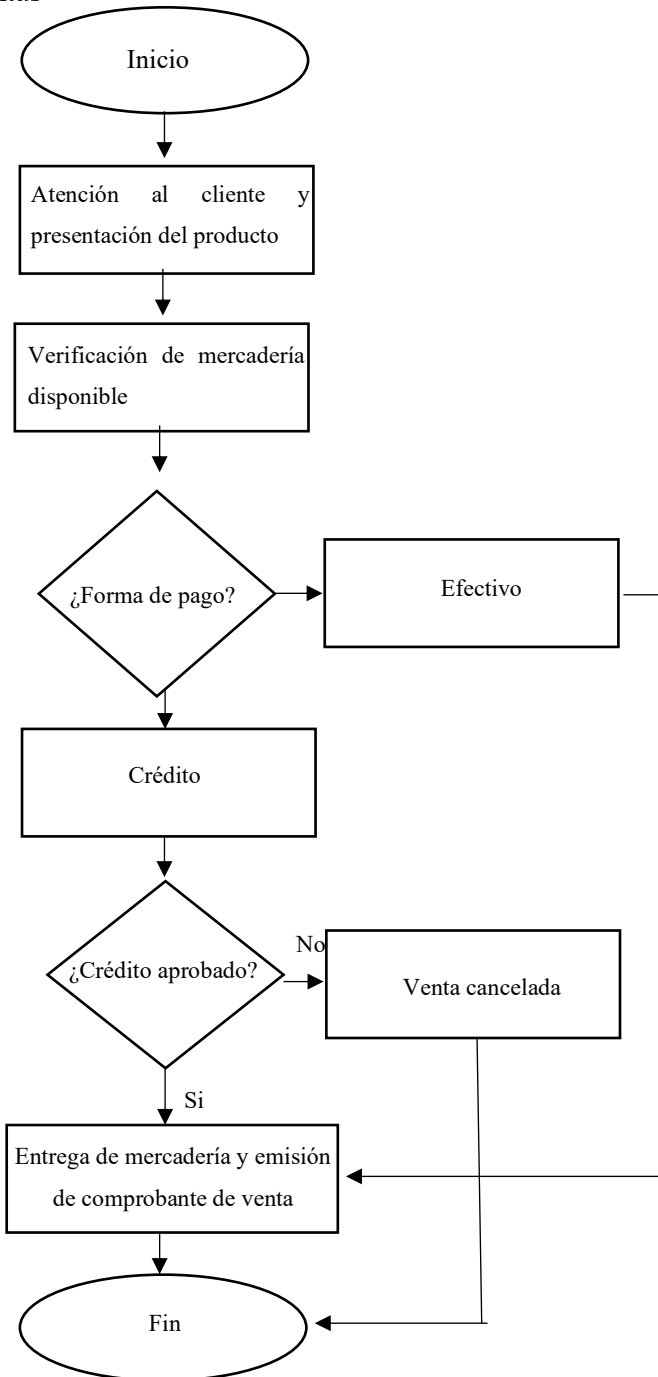 Inicio
Atención al cliente y
presentación del producto
Verificación de mercadería
disponible
¿Forma de pago?
Efectivo
Crédito
No
¿Crédito aprobado?
Venta cancelada
Si
Entrega de mercadería y emisión
de comprobante de venta
Fin